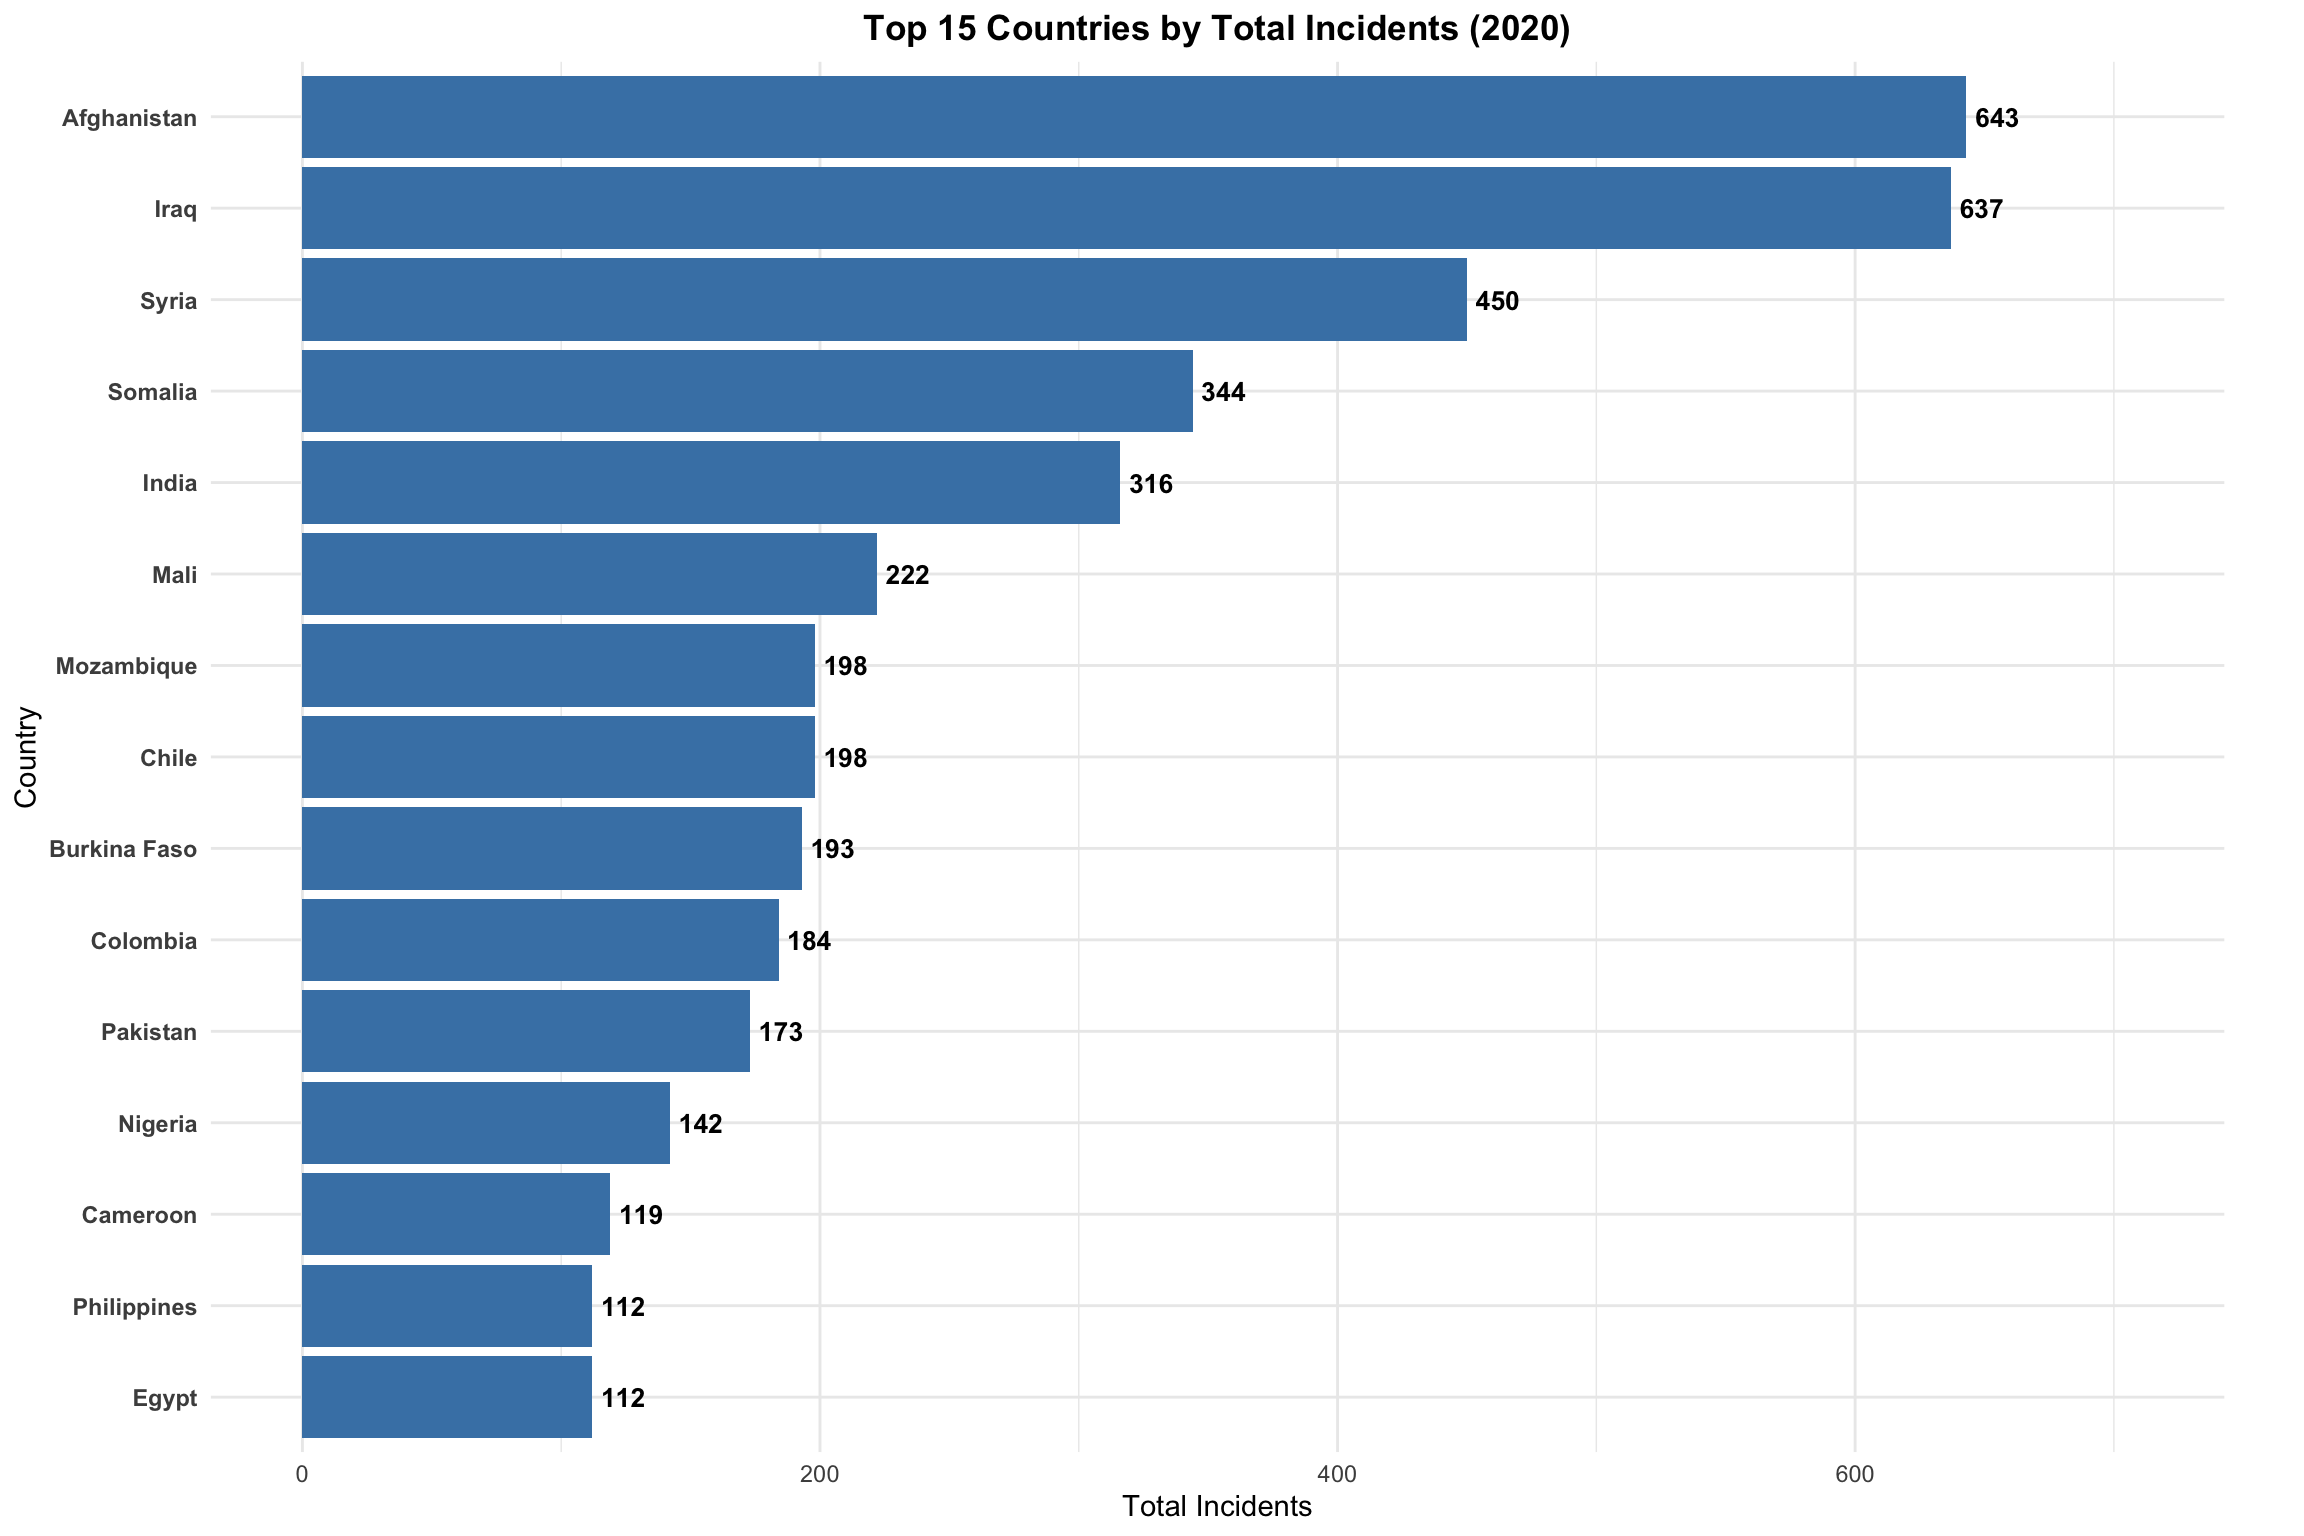 Top 15 Countries by Total Incidents (2020)
Afghanistan 643
Iraq 637
Syria 450
Somalia 344
India 316
Mali 222
Mozambique 198
Chile 198
Burkina Faso 193
Colombia 184
Pakistan 173
Nigeria 142
Cameroon 119
Philippines 112
Egypt 112
Country
0 200 400 600
Total Incidents